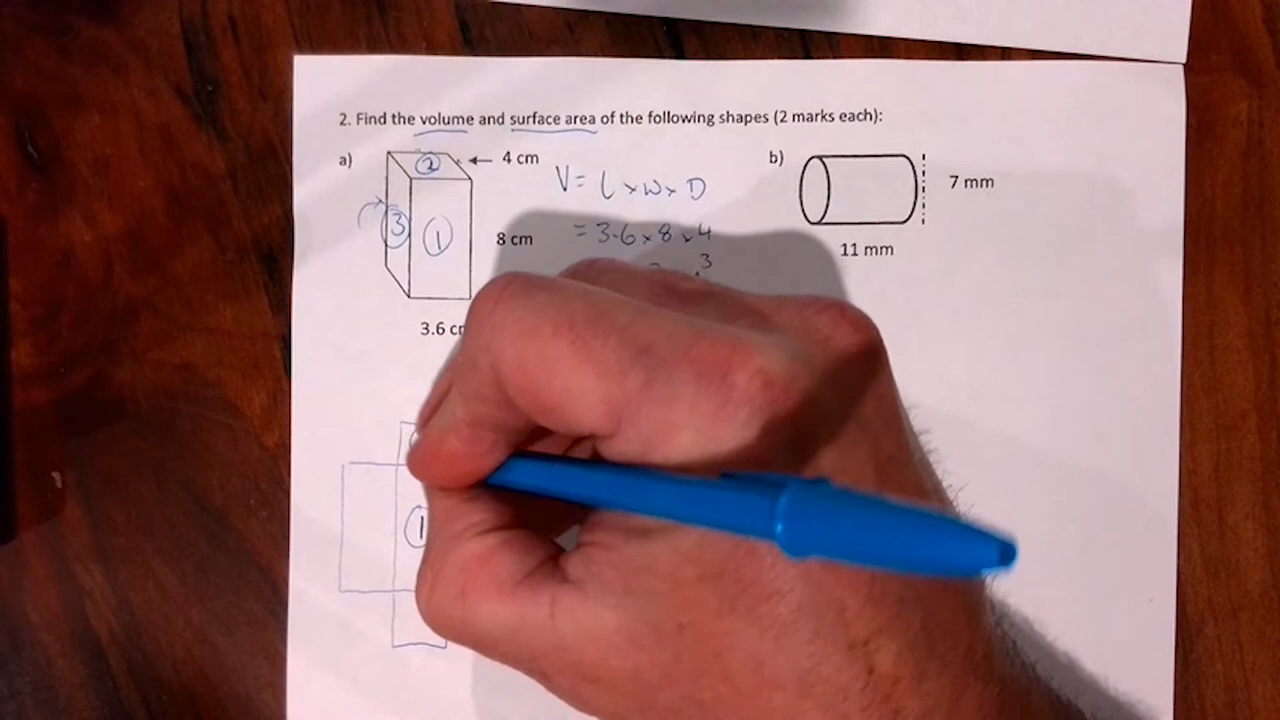 2. Find the volume and surface area of the following shapes (2 marks each):
a)
4 cm
2
3
1
8 cm
3.6
V = L x W x D
= 3.6 x 8 x 4
3
b)
7 mm
11 mm
1